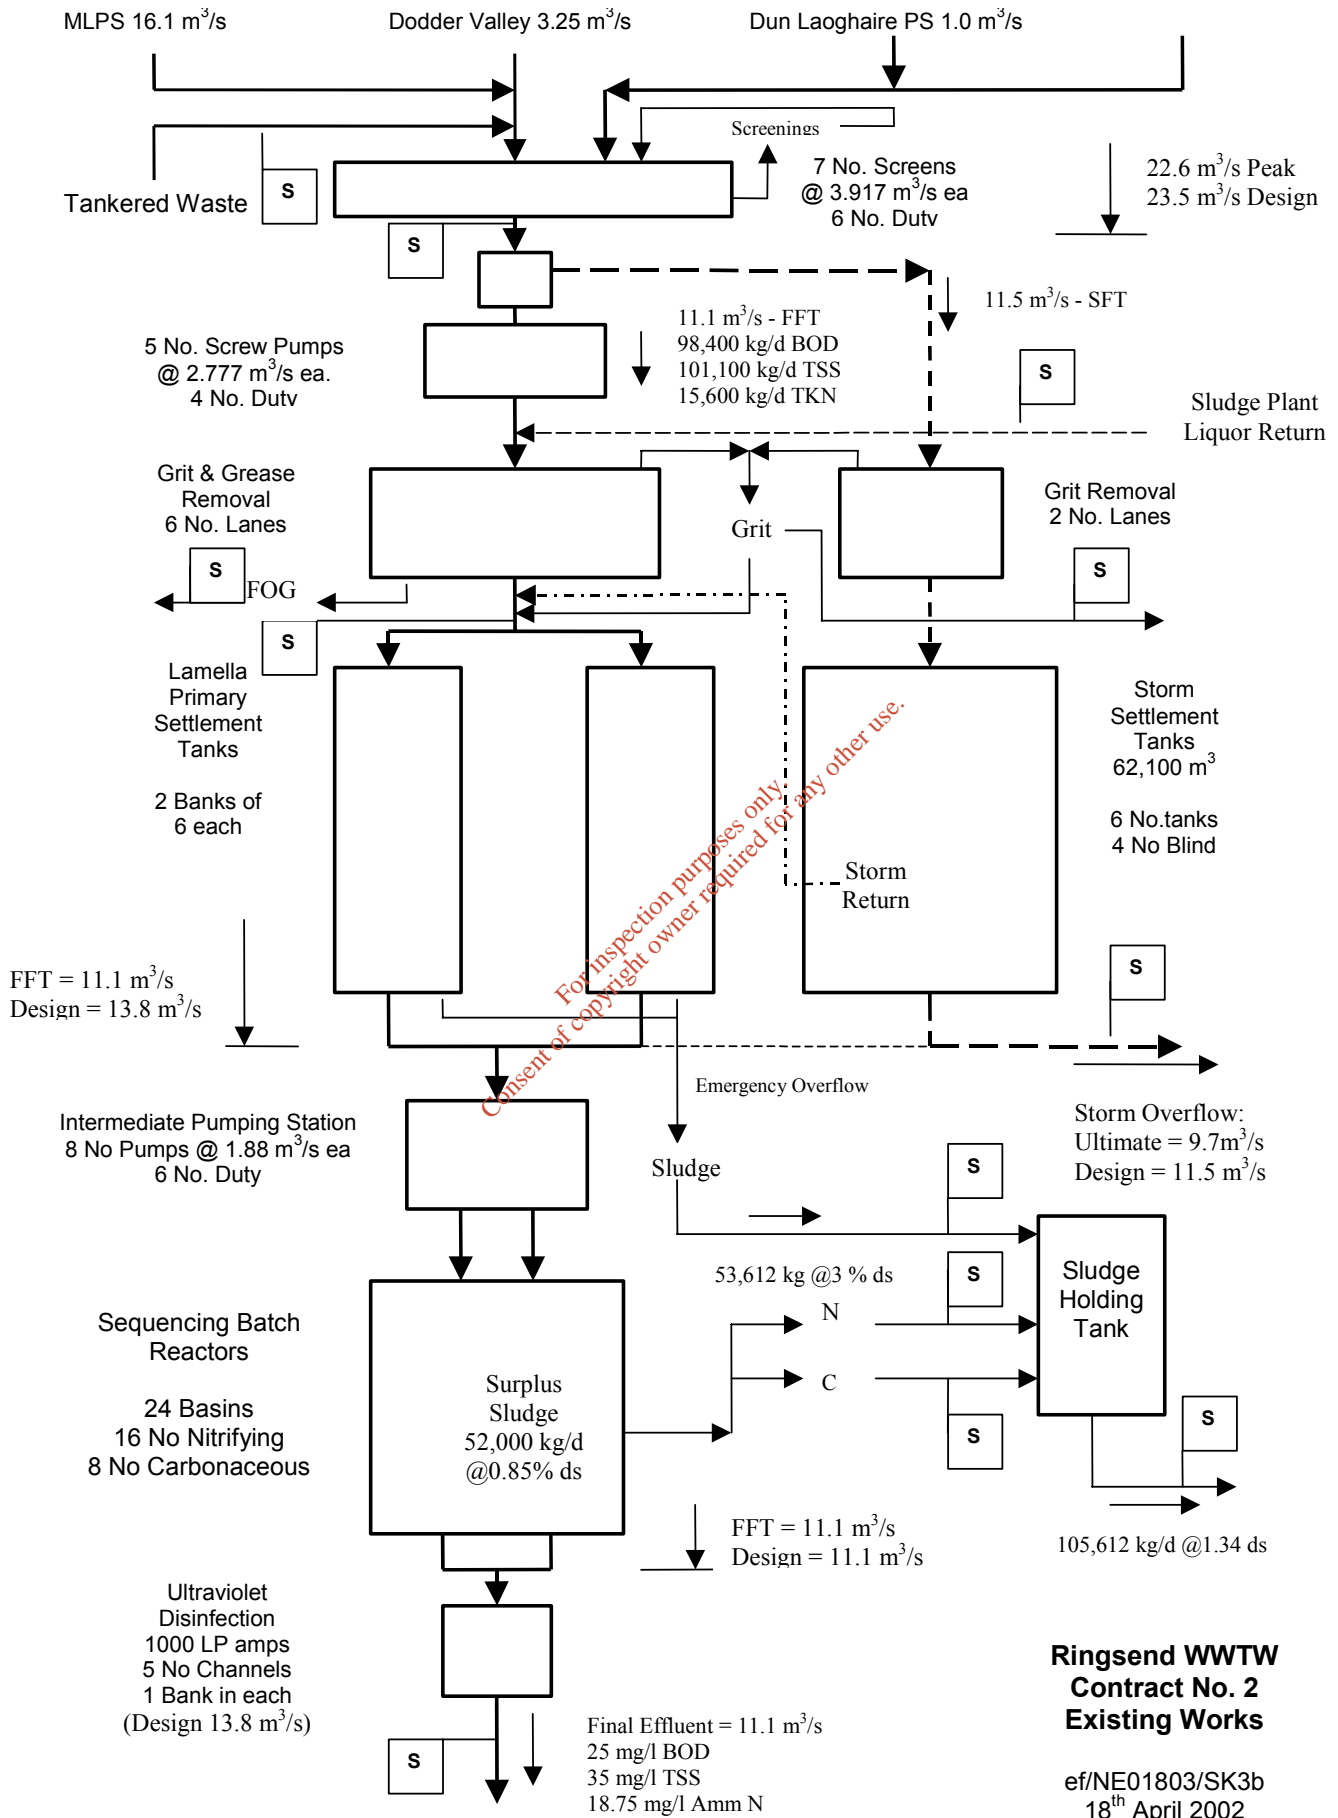 MLPS 16.1 m³/s
Dodder Valley 3.25 m³/s
Dun Laoghaire PS 1.0 m³/s
Screenings
7 No. Screens
@ 3.917 m³/s ea
6 No. Duty
22.6 m³/s Peak
23.5 m³/s Design
Tankered Waste
S
S
11.5 m³/s - SFT
11.1 m³/s - FFT
98,400 kg/d BOD
101,100 kg/d TSS
15,600 kg/d TKN
5 No. Screw Pumps
@ 2.777 m³/s ea.
4 No. Duty
S
Sludge Plant
Liquor Return
Grit & Grease
Removal
6 No. Lanes
Grit
Grit Removal
2 No. Lanes
S
FOG
S
S
Lamella
Primary
Settlement
Tanks
2 Banks of
6 each
Storm
Settlement
Tanks
62,100 m³
6 No.tanks
4 No Blind
Storm
Return
For inspection purposes only.
Consent of copyright owner required for any other use.
FFT = 11.1 m³/s
Design = 13.8 m³/s
S
Emergency Overflow
Storm Overflow:
Ultimate = 9.7m³/s
Design = 11.5 m³/s
Intermediate Pumping Station
8 No Pumps @ 1.88 m³/s ea
6 No. Duty
Sludge
S
53,612 kg @3 % ds
S
N
C
S
Sludge
Holding
Tank
S
105,612 kg/d @1.34 ds
Sequencing Batch
Reactors
24 Basins
16 No Nitrifying
8 No Carbonaceous
Surplus
Sludge
52,000 kg/d
@0.85% ds
FFT = 11.1 m³/s
Design = 11.1 m³/s
Ultraviolet
Disinfection
1000 LP amps
5 No Channels
1 Bank in each
(Design 13.8 m³/s)
S
Final Effluent = 11.1 m³/s
25 mg/l BOD
35 mg/l TSS
18.75 mg/l Amm N
Ringsend WWTW
Contract No. 2
Existing Works
ef/NE01803/SK3b
18th April 2002